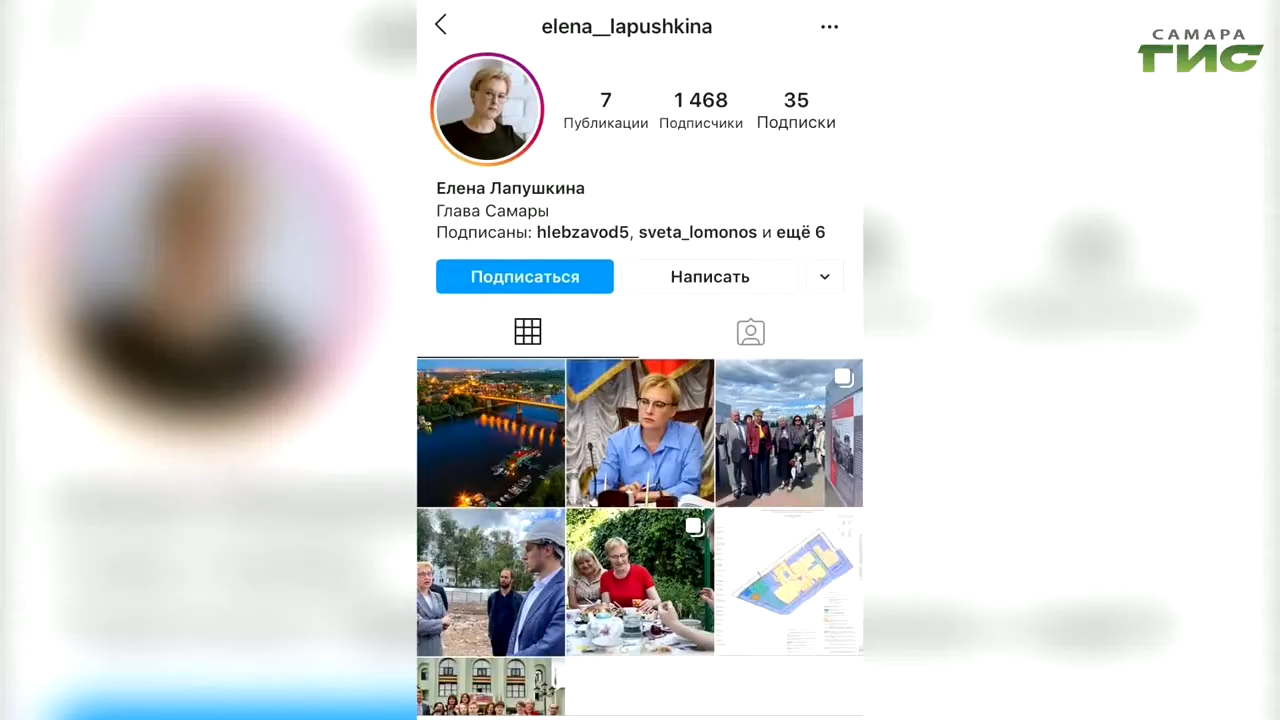 elena__lapushkina
САМАРА
ГИС
7
1 468
35
Публикации
Подписчики
Подписки
Елена Лапушкина
Глава Самары
Подписаны: hlebzavod5, sveta_lomonos и ещё 6
Подписаться
Написать